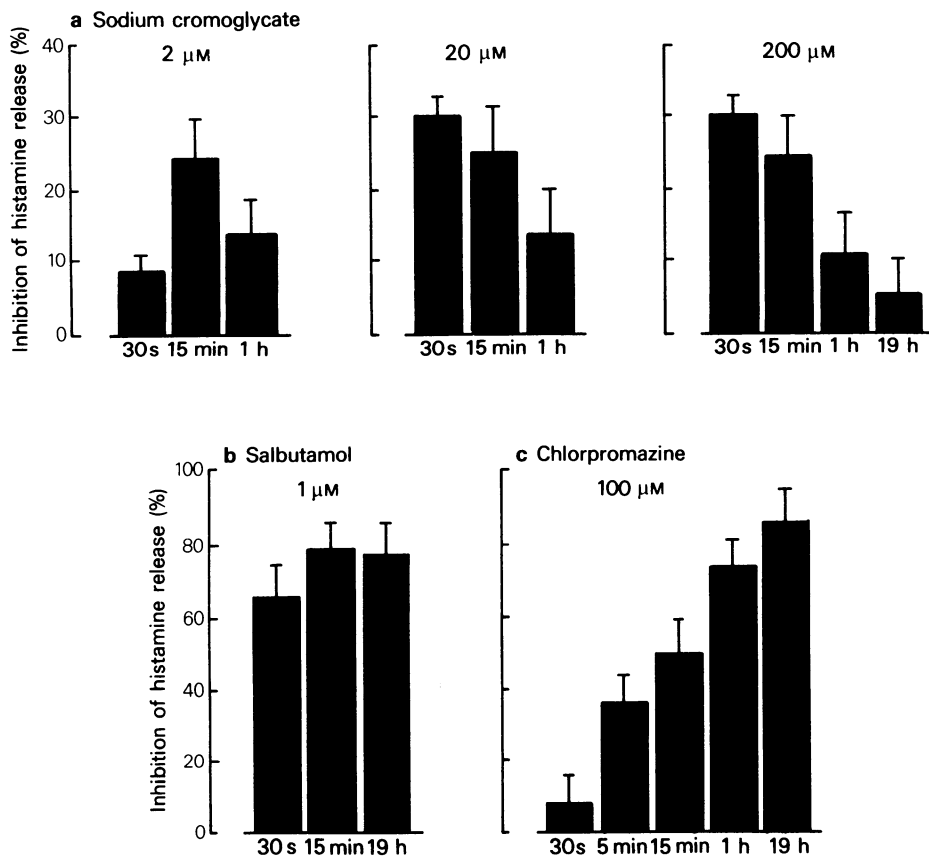 a Sodium cromoglycate
Inhibition of histamine release (%)
40
30
20
10
0
2 μM
30s 15 min 1 h
20 μM
30s 15 min 1 h
200 μM
30s 15 min 1 h 19 h
b Salbutamol
Inhibition of histamine release (%)
100
80
60
40
20
0
1 μM
30s 15 min 19 h
c Chlorpromazine
100 μM
30s 5 min 15 min 1 h 19 h